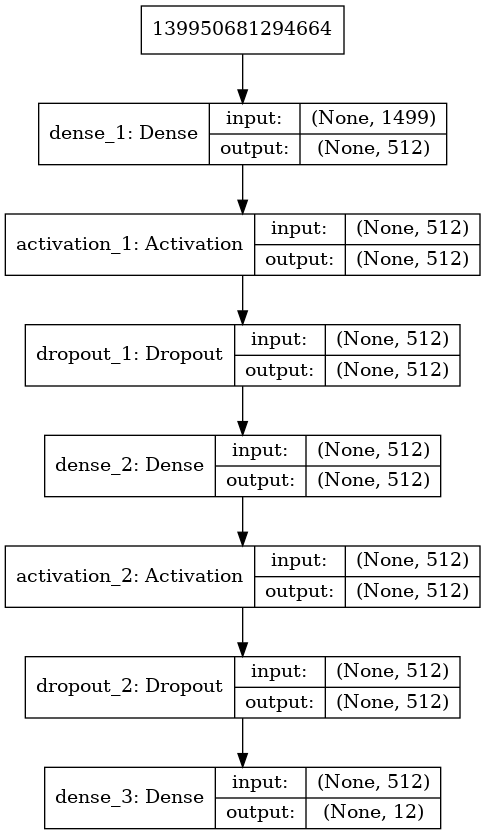 139950681294664
dense_1: Dense
input: (None, 1499)
output: (None, 512)
activation_1: Activation
input: (None, 512)
output: (None, 512)
dropout_1: Dropout
input: (None, 512)
output: (None, 512)
dense_2: Dense
input: (None, 512)
output: (None, 512)
activation_2: Activation
input: (None, 512)
output: (None, 512)
dropout_2: Dropout
input: (None, 512)
output: (None, 512)
dense_3: Dense
input: (None, 512)
output: (None, 12)